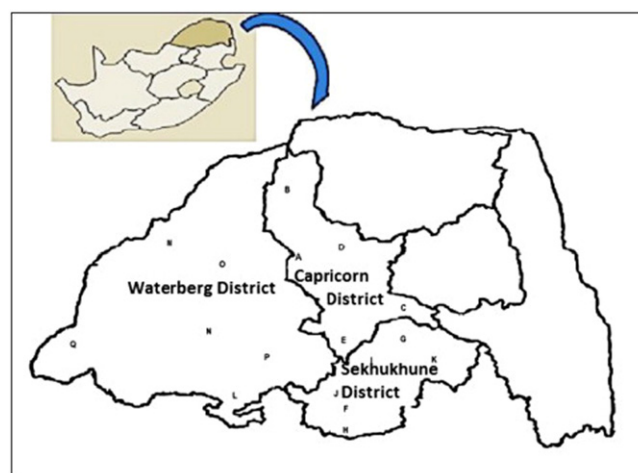 B
N
D
A
O
Capricorn
Waterberg District
District
C
N
E
G
Q
P
I
K
Sekhukhune
L
J
District
F
H